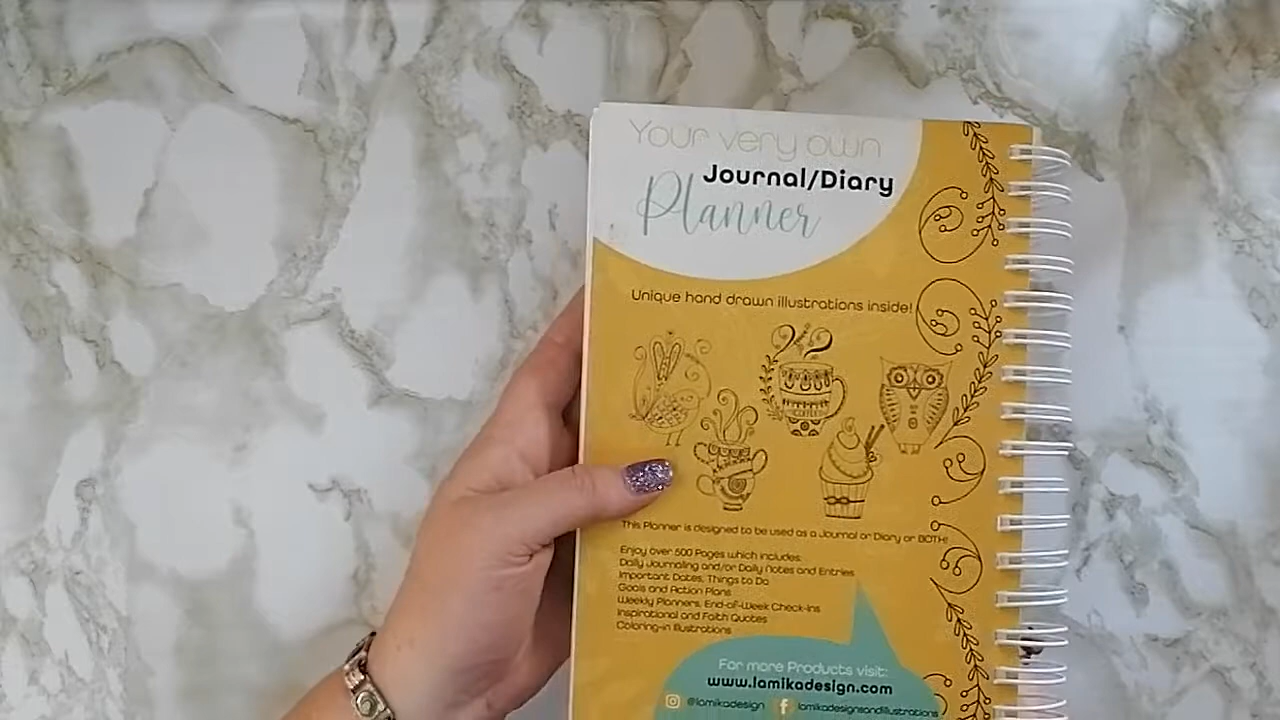 Your very own
Journal/Diary
Planner
Unique hand drawn illustrations inside!
This Planner is designed to be used as a Journal or Diary or BOTH!
Enjoy over 500 Pages which includes:
Daily Journaling and/or Daily Notes and Entries
Important Dates, Things to Do
Goals and Action Plans
Weekly Planners, End-of-Week Check-ins
Inspirational and Faith Quotes
Coloring-in Illustrations
For more Products visit:
www.lamikadesign.com
@lamikadesign lamikadesignsandillustrations